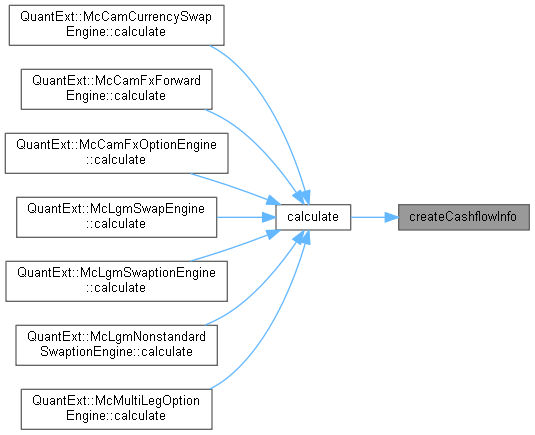 QuantExt::McCamCurrencySwap
Engine::calculate
QuantExt::McCamFxForward
Engine::calculate
QuantExt::McCamFxOptionEngine
::calculate
QuantExt::McLgmSwapEngine
::calculate
calculate
createCashflowInfo
QuantExt::McLgmSwaptionEngine
::calculate
QuantExt::McLgmNonstandard
SwaptionEngine::calculate
QuantExt::McMultiLegOption
Engine::calculate